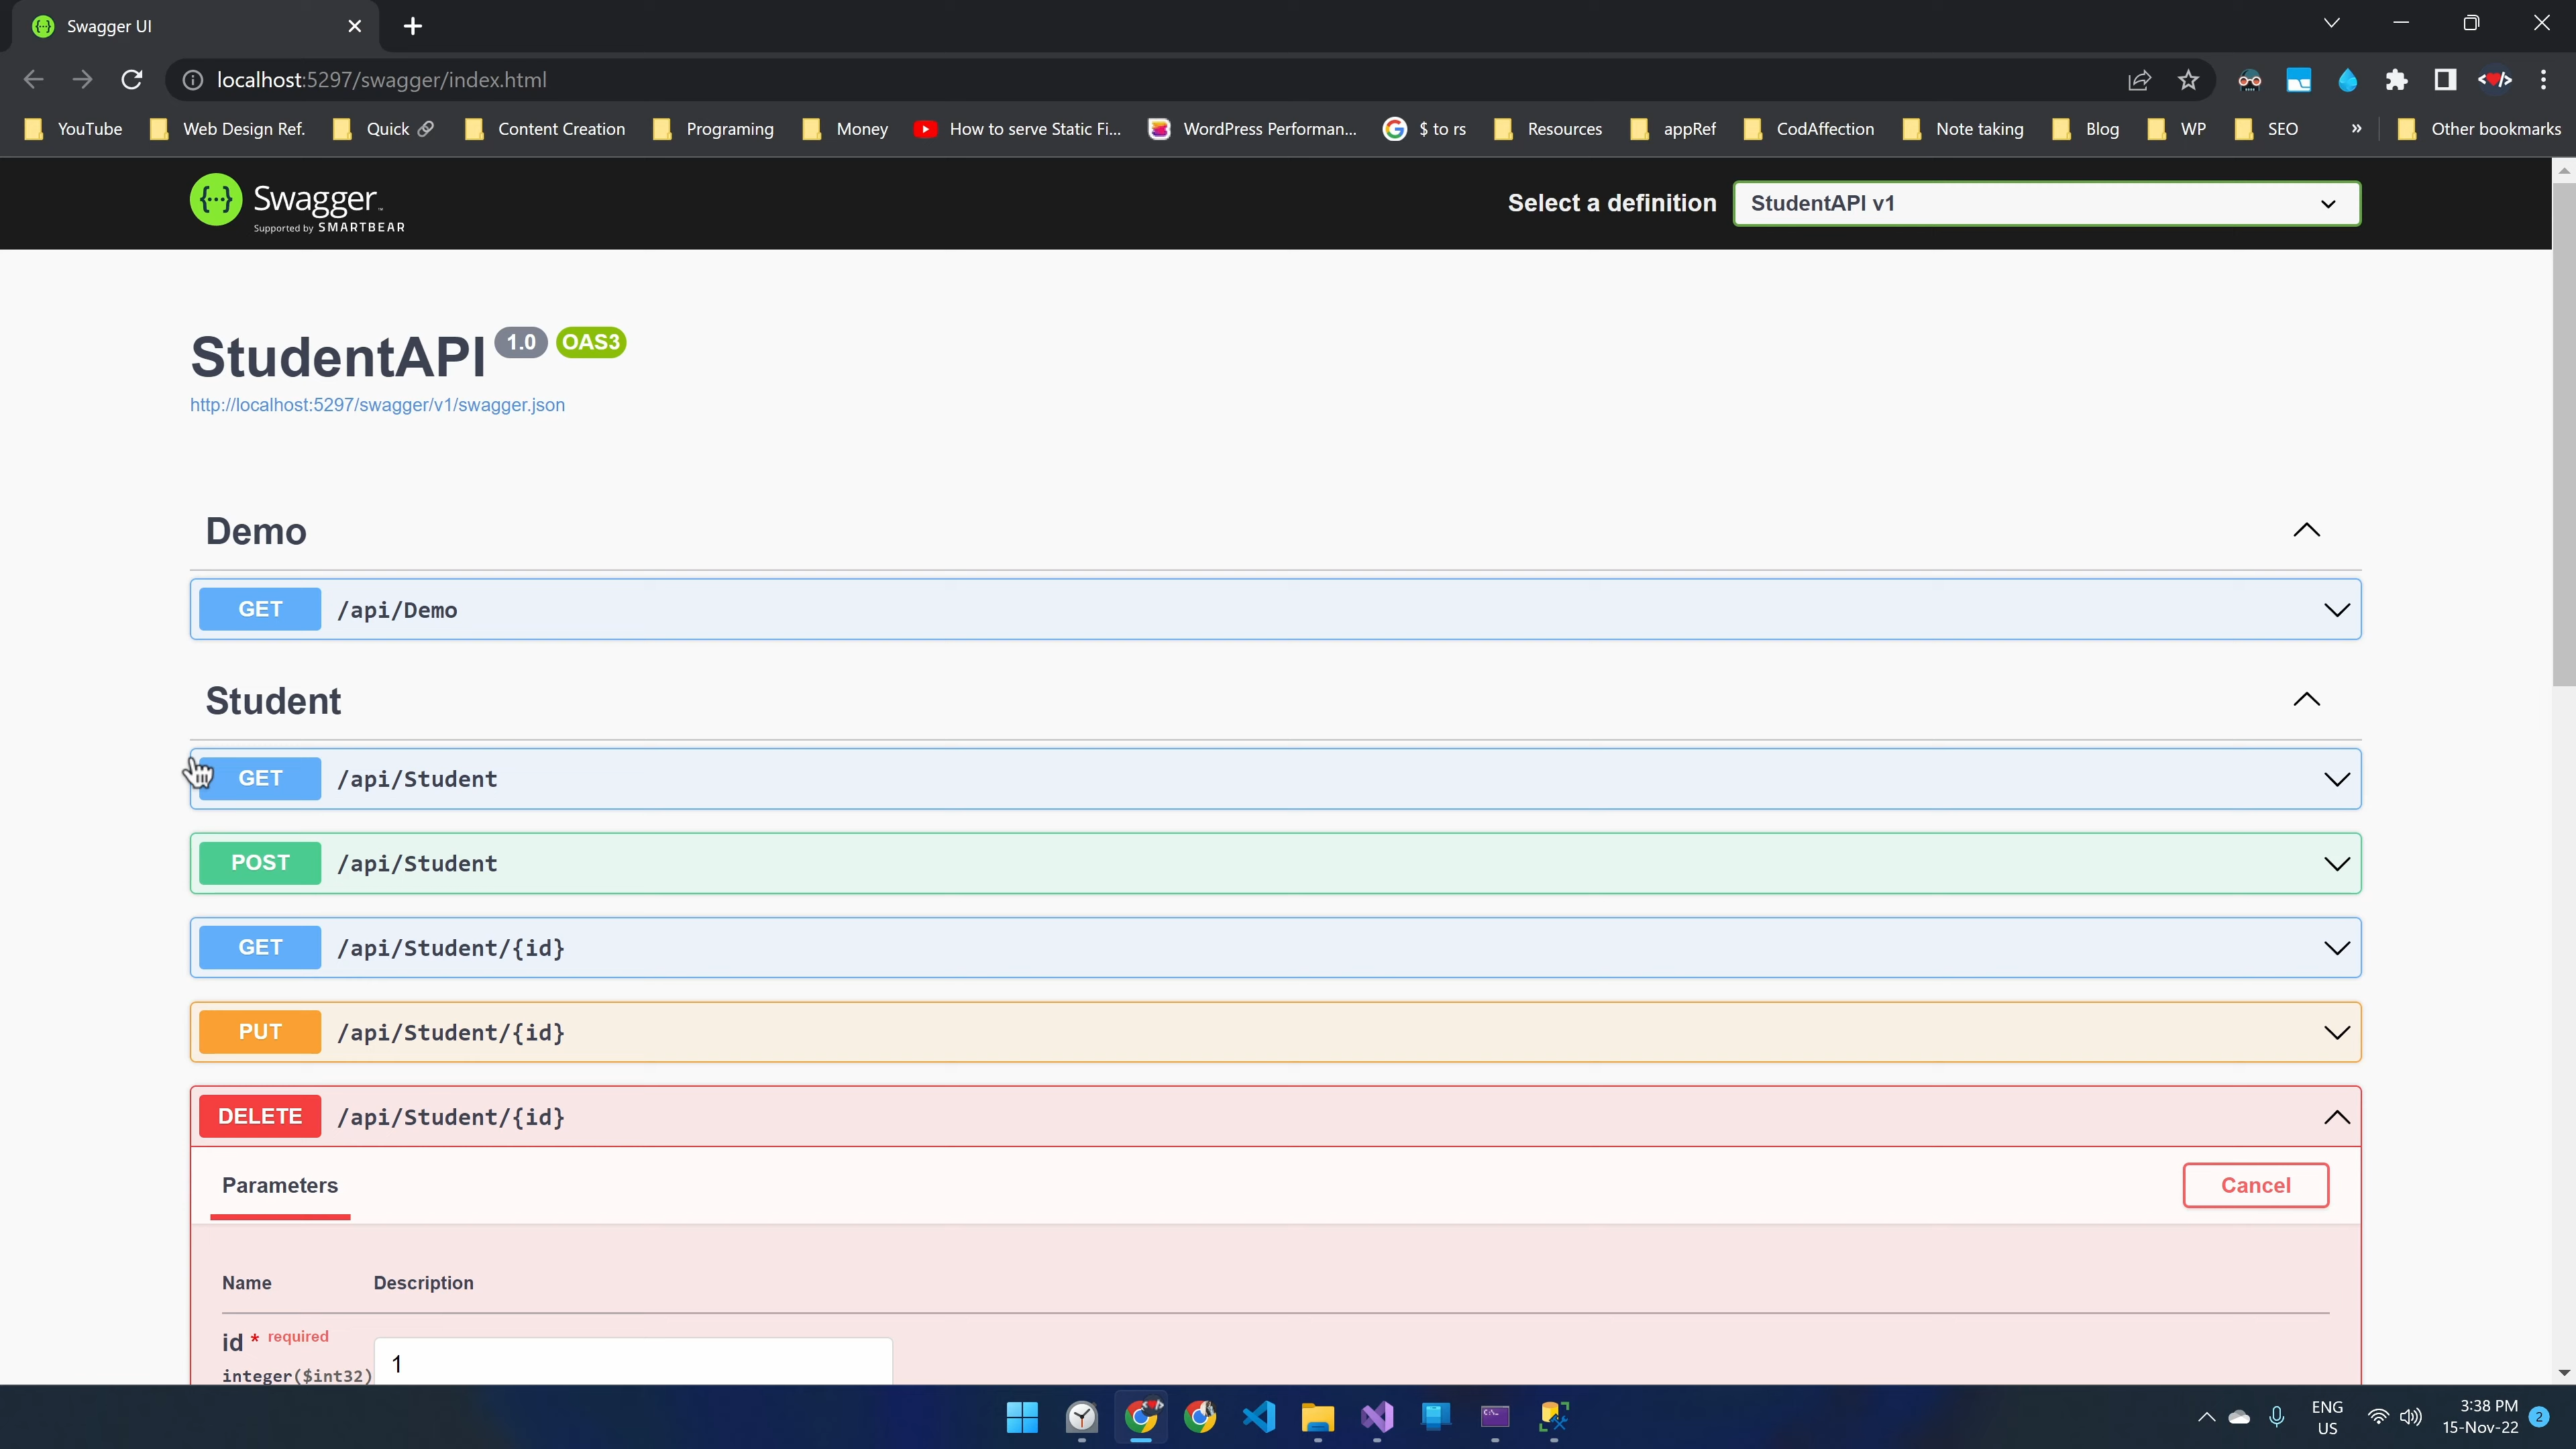 Swagger UI
localhost:5297/swagger/index.html
YouTube Web Design Ref. Quick Content Creation Programing Money How to serve Static Fi... WordPress Performan... $ to rs Resources appRef CodAffection Note taking Blog WP SEO » Other bookmarks
{...} Swagger
Supported by SMARTBEAR
Select a definition StudentAPI v1
StudentAPI 1.0 OAS3
http://localhost:5297/swagger/v1/swagger.json
Demo
GET /api/Demo
Student
GET /api/Student
POST /api/Student
GET /api/Student/{id}
PUT /api/Student/{id}
DELETE /api/Student/{id}
Parameters Cancel
Name Description
id * required
1
integer($int32)
ENG 3:38 PM
US 15-Nov-22 2